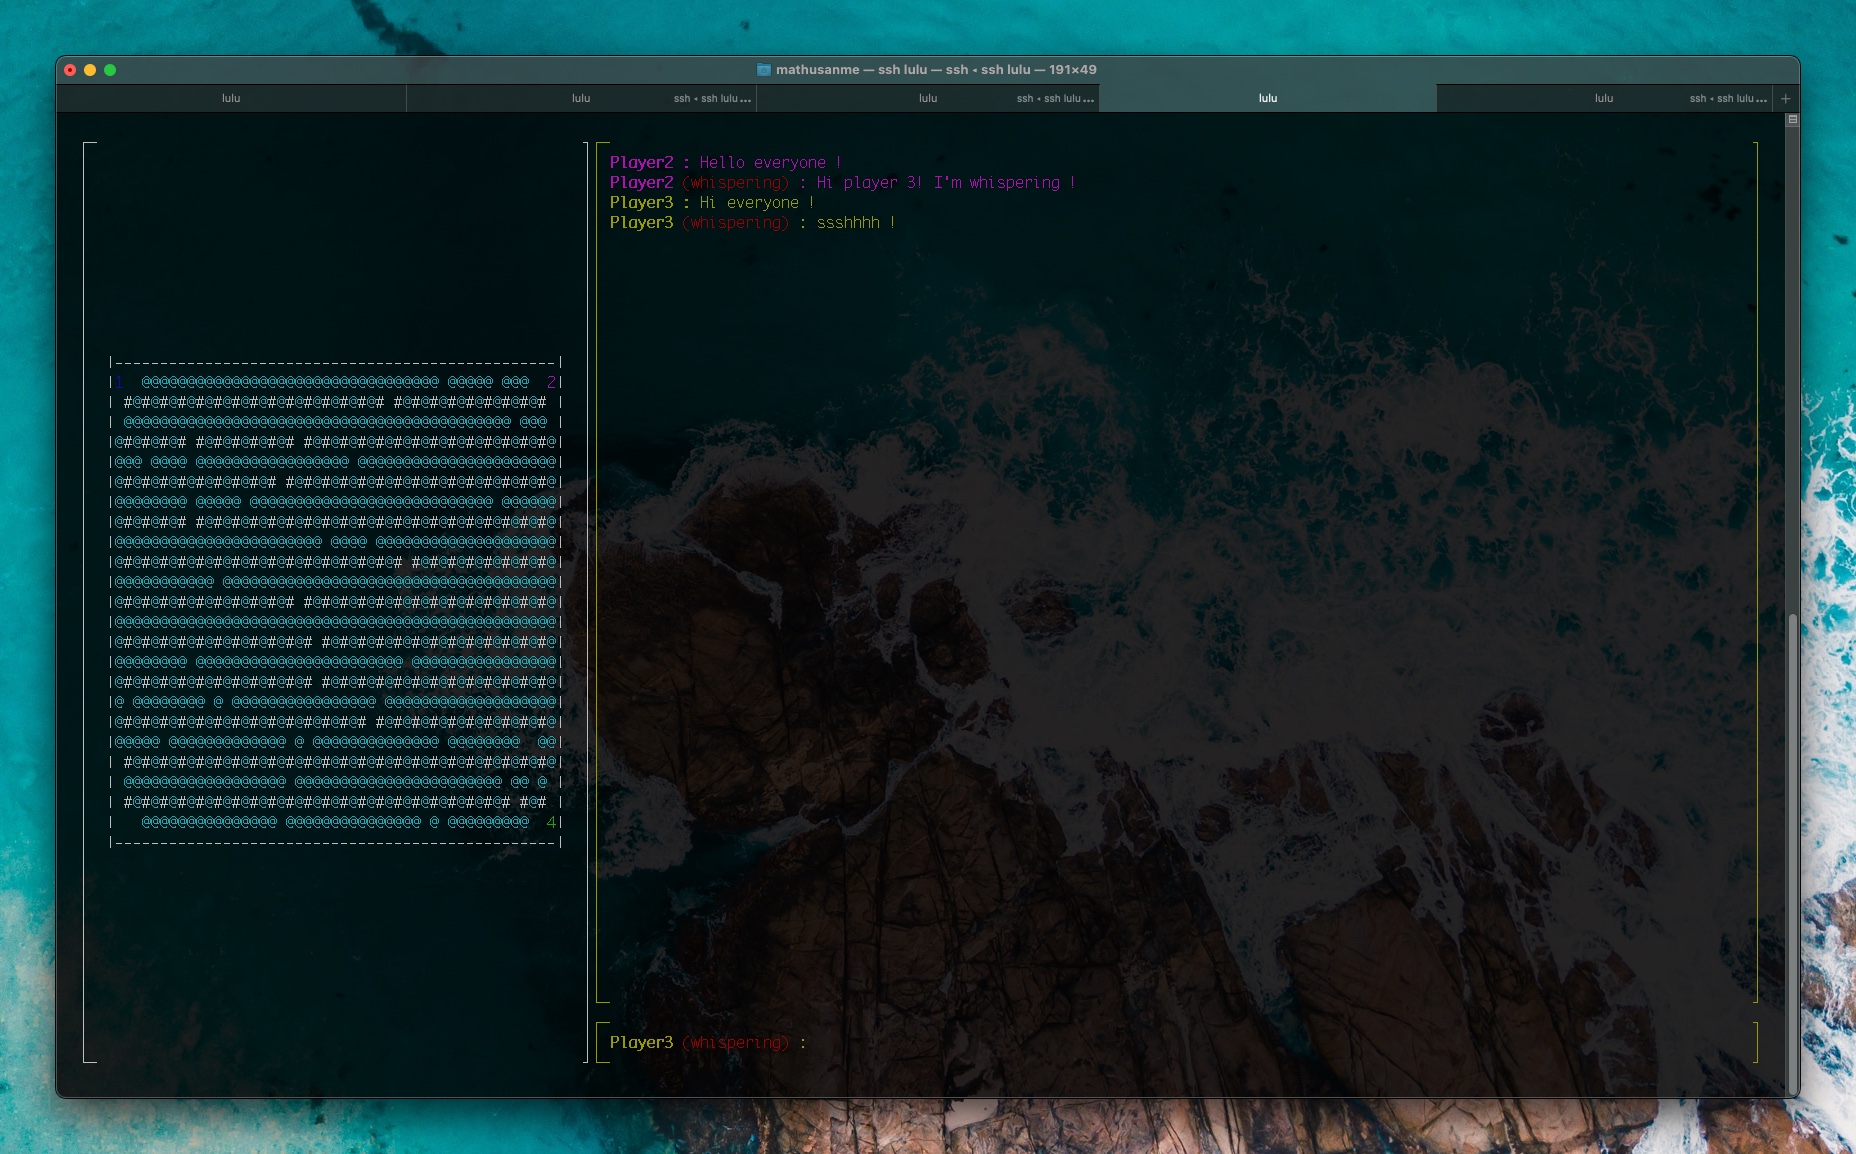 mathusanme — ssh lulu — ssh ◂ ssh lulu — 191×49
lulu lulu ssh ◂ ssh lulu ... lulu ssh ◂ ssh lulu ... lulu lulu ssh ◂ ssh lulu ... +
Player2 : Hello everyone !
Player2 (whispering) : Hi player 3! I'm whispering !
Player3 : Hi everyone !
Player3 (whispering) : ssshhhh !
|-------------------------------------------------|
|1  @@@@@@@@@@@@@@@@@@@@@@@@@@@@@@@@@ @@@@@ @@@  2|
| #@#@#@#@#@#@#@#@#@#@#@#@#@#@# #@#@#@#@#@#@#@#@# |
| @@@@@@@@@@@@@@@@@@@@@@@@@@@@@@@@@@@@@@@@@@@ @@@ |
|@#@#@#@# #@#@#@#@#@# #@#@#@#@#@#@#@#@#@#@#@#@#@#@|
|@@@ @@@@ @@@@@@@@@@@@@@@@@ @@@@@@@@@@@@@@@@@@@@@@|
|@#@#@#@#@#@#@#@#@# #@#@#@#@#@#@#@#@#@#@#@#@#@#@#@|
|@@@@@@@@ @@@@@ @@@@@@@@@@@@@@@@@@@@@@@@@@@ @@@@@@|
|@#@#@#@# #@#@#@#@#@#@#@#@#@#@#@#@#@#@#@#@#@#@#@#@|
|@@@@@@@@@@@@@@@@@@@@@@@ @@@@ @@@@@@@@@@@@@@@@@@@@|
|@#@#@#@#@#@#@#@#@#@#@#@#@#@#@#@# #@#@#@#@#@#@#@#@|
|@@@@@@@@@@@ @@@@@@@@@@@@@@@@@@@@@@@@@@@@@@@@@@@@@|
|@#@#@#@#@#@#@#@#@#@# #@#@#@#@#@#@#@#@#@#@#@#@#@#@|
|@@@@@@@@@@@@@@@@@@@@@@@@@@@@@@@@@@@@@@@@@@@@@@@@@|
|@#@#@#@#@#@#@#@#@#@#@# #@#@#@#@#@#@#@#@#@#@#@#@#@|
|@@@@@@@@ @@@@@@@@@@@@@@@@@@@@@@@ @@@@@@@@@@@@@@@@|
|@#@#@#@#@#@#@#@#@#@#@# #@#@#@#@#@#@#@#@#@#@#@#@#@|
|@ @@@@@@@@ @ @@@@@@@@@@@@@@@@ @@@@@@@@@@@@@@@@@@@|
|@#@#@#@#@#@#@#@#@#@#@#@#@#@# #@#@#@#@#@#@#@#@#@#@|
|@@@@@ @@@@@@@@@@@@@ @ @@@@@@@@@@@@@@ @@@@@@@@  @@|
| #@#@#@#@#@#@#@#@#@#@#@#@#@#@#@#@#@#@#@#@#@#@#@#@|
| @@@@@@@@@@@@@@@@@@ @@@@@@@@@@@@@@@@@@@@@@@ @@ @ |
| #@#@#@#@#@#@#@#@#@#@#@#@#@#@#@#@#@#@#@#@#@# #@# |
|   @@@@@@@@@@@@@@@ @@@@@@@@@@@@@@@ @ @@@@@@@@@  4|
|-------------------------------------------------|
Player3 (whispering) :